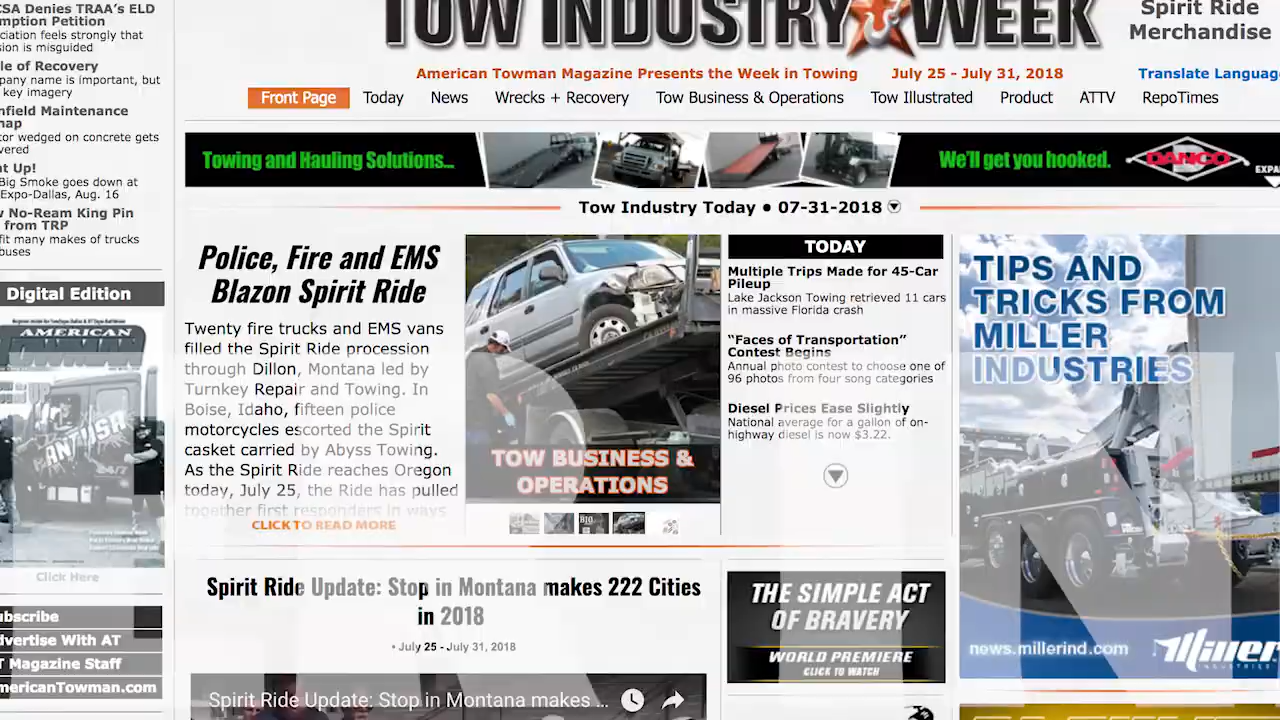 CSA Denies TRAA's ELD
mption Petition
ciation feels strongly that
sion is misguided
le of Recovery
pany name is important, but
key imagery
nfield Maintenance
hap
tor wedged on concrete gets
vered
at Up!
Big Smoke goes down at
Expo-Dallas, Aug. 16
w No-Ream King Pin
from TRP
fit many makes of trucks
buses
Digital Edition
AMERICAN
Click Here
ubscribe
dvertise With AT
T Magazine Staff
mericanTowman.com
TOW INDUSTRY WEEK
Spirit Ride
Merchandise
American Towman Magazine Presents the Week in Towing
July 25 - July 31, 2018
Translate Languag
Front Page Today News Wrecks + Recovery Tow Business & Operations Tow Illustrated Product ATTV RepoTimes
Towing and Hauling Solutions...
We'll get you hooked.
DANCO
EXPA
Tow Industry Today • 07-31-2018
Police, Fire and EMS
Blazon Spirit Ride
Twenty fire trucks and EMS vans
filled the Spirit Ride procession
through Dillon, Montana led by
Turnkey Repair and Towing. In
Boise, Idaho, fifteen police
motorcycles escorted the Spirit
casket carried by Abyss Towing.
As the Spirit Ride reaches Oregon
today, July 25, the Ride has pulled
together first responders in ways
CLICK TO READ MORE
TOW BUSINESS &
OPERATIONS
TODAY
Multiple Trips Made for 45-Car
Pileup
Lake Jackson Towing retrieved 11 cars
in massive Florida crash
"Faces of Transportation"
Contest Begins
Annual photo contest to choose one of
96 photos from four song categories
Diesel Prices Ease Slightly
National average for a gallon of on-
highway diesel is now $3.22.
TIPS AND
TRICKS FROM
MILLER
INDUSTRIES
news.millerind.com
Miller
INDUSTRIES
Spirit Ride Update: Stop in Montana makes 222 Cities
in 2018
• July 25 - July 31, 2018
Spirit Ride Update: Stop in Montana makes ...
THE SIMPLE ACT
OF BRAVERY
WORLD PREMIERE
CLICK TO WATCH